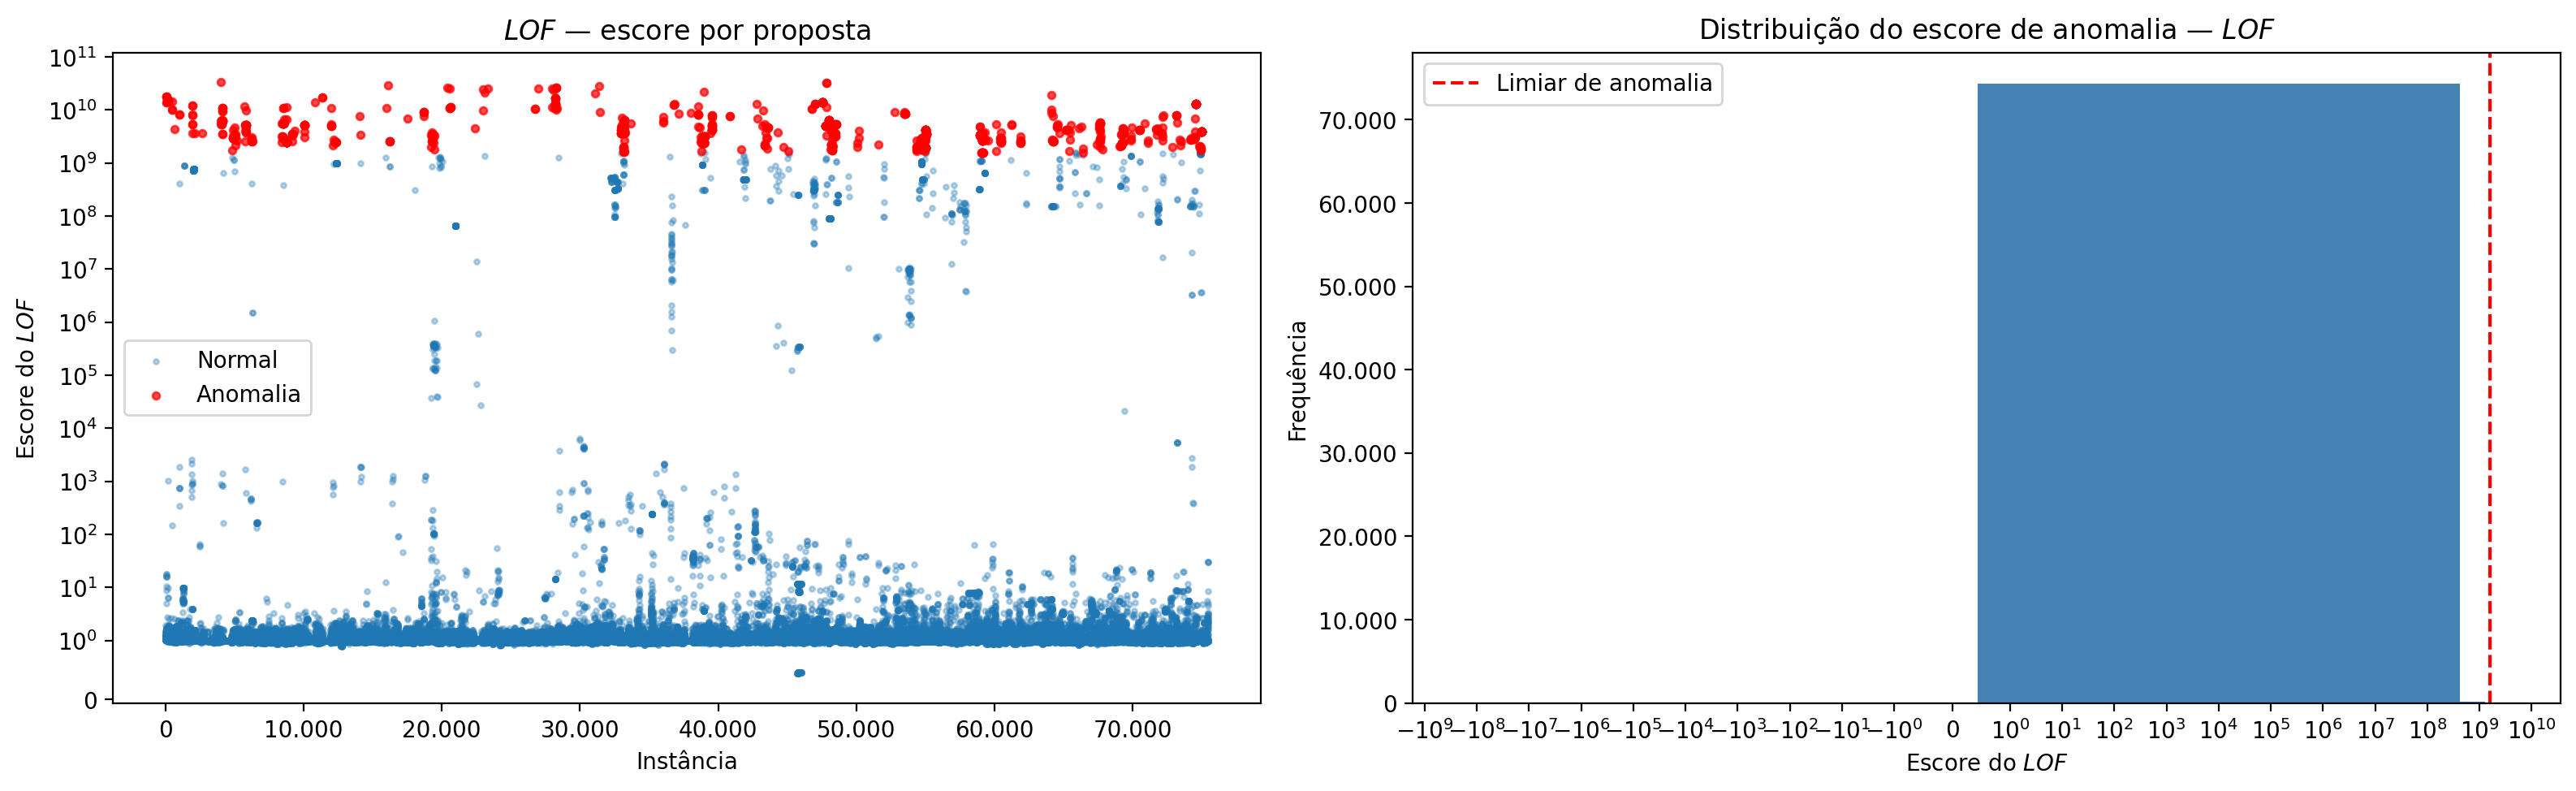 LOF — escore por proposta
Escore do LOF
10¹¹
10¹⁰
10⁹
10⁸
10⁷
10⁶
10⁵
10⁴
10³
10²
10¹
10⁰
0
Normal
Anomalia
0 10.000 20.000 30.000 40.000 50.000 60.000 70.000
Instância
Distribuição do escore de anomalia — LOF
Limiar de anomalia
Frequência
70.000
60.000
50.000
40.000
30.000
20.000
10.000
0
−10⁹ −10⁸ −10⁷ −10⁶ −10⁵ −10⁴ −10³ −10² −10¹ −10⁰ 0 10⁰ 10¹ 10² 10³ 10⁴ 10⁵ 10⁶ 10⁷ 10⁸ 10⁹ 10¹⁰
Escore do LOF